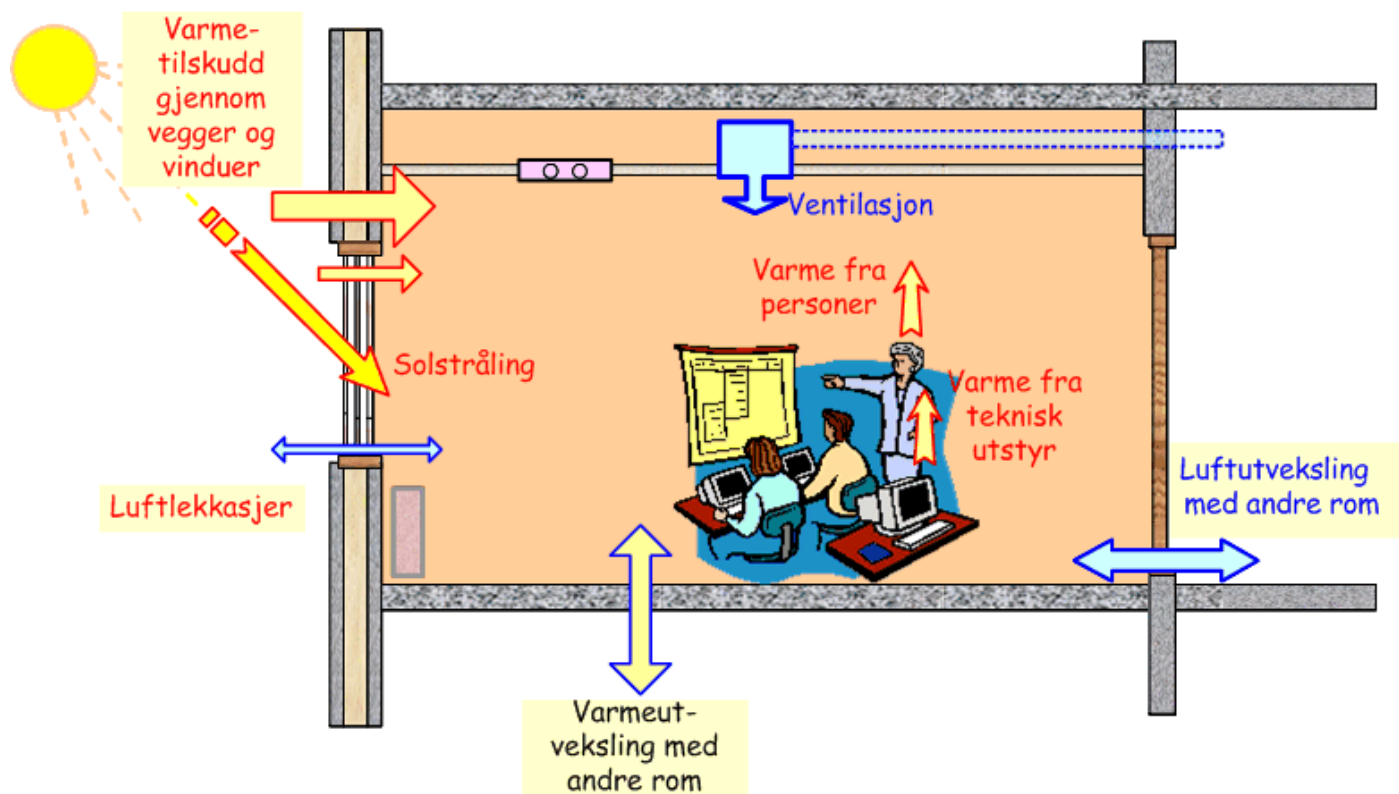 Varme-
tilskudd
gjennom
vegger og
vinduer
Ventilasjon
Varme fra
personer
Solstråling
Varme fra
teknisk
utstyr
Luftlekkasjer
Luftutveksling
med andre rom
Varmeut-
veksling med
andre rom